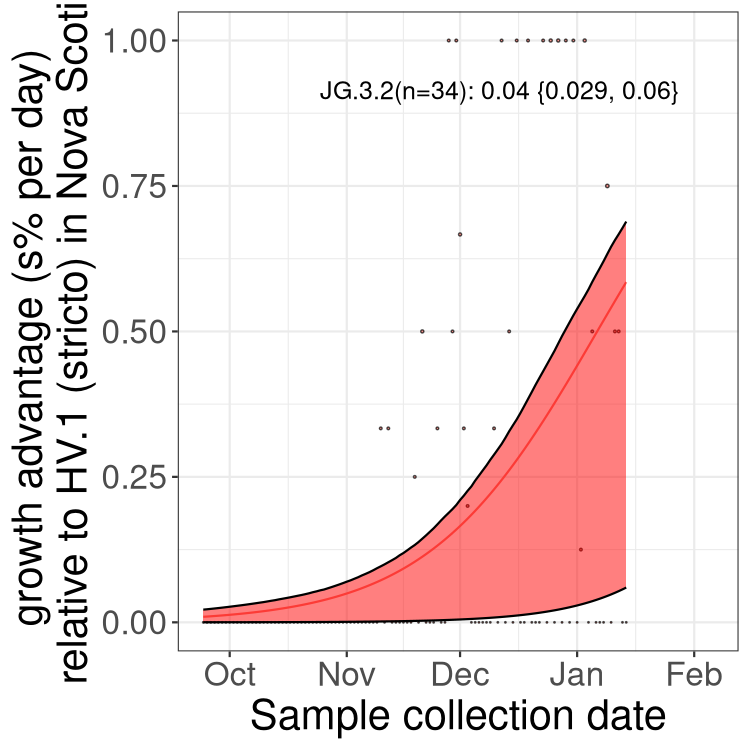 growth advantage (s% per day)
relative to HV.1 (stricto) in Nova Scoti
1.00
0.75
0.50
0.25
0.00
JG.3.2(n=34): 0.04 {0.029, 0.06}
Oct Nov Dec Jan Feb
Sample collection date